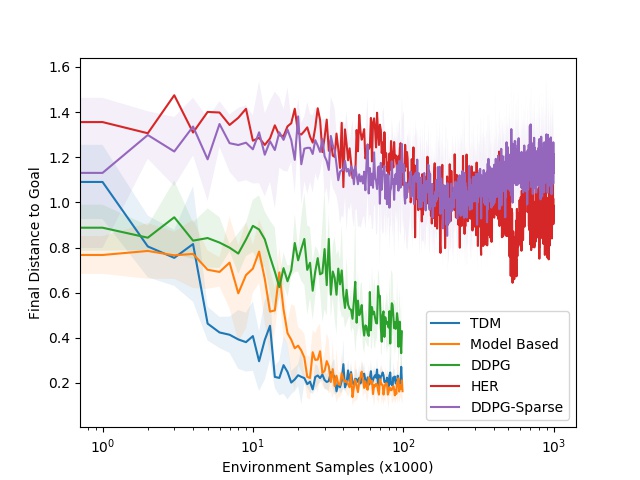 1.6
1.4
1.2
1.0
0.8
0.6
0.4
0.2
Final Distance to Goal
TDM
Model Based
DDPG
HER
DDPG-Sparse
10⁰ 10¹ 10² 10³
Environment Samples (x1000)